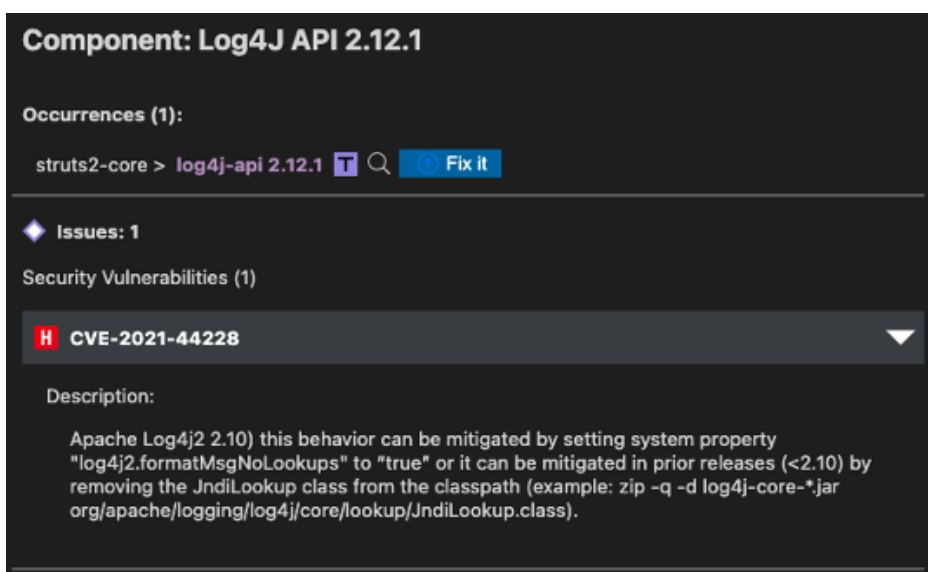 Component: Log4J API 2.12.1
Occurrences (1):
struts2-core > log4j-api 2.12.1 T Fix it
Issues: 1
Security Vulnerabilities (1)
H CVE-2021-44228
Description:
Apache Log4j2 2.10) this behavior can be mitigated by setting system property
"log4j2.formatMsgNoLookups" to "true" or it can be mitigated in prior releases (<2.10) by
removing the JndiLookup class from the classpath (example: zip -q -d log4j-core-*.jar
org/apache/logging/log4j/core/lookup/JndiLookup.class).